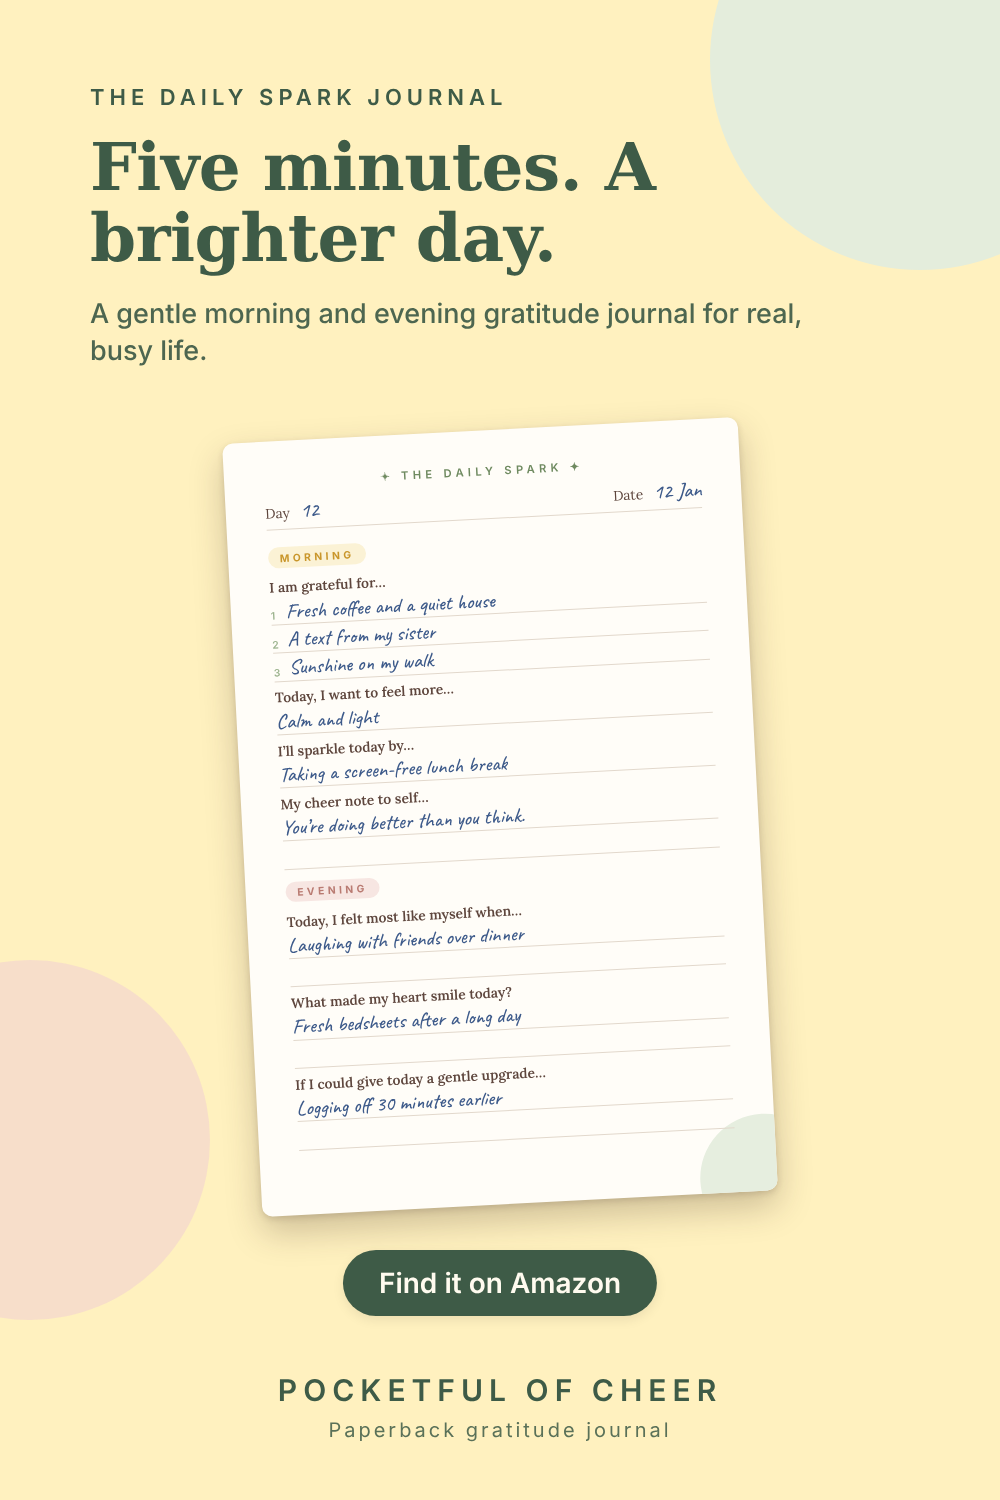 THE DAILY SPARK JOURNAL
Five minutes. A
brighter day.
A gentle morning and evening gratitude journal for real,
busy life.
✦ THE DAILY SPARK ✦
Day 12 Date 12 Jan
MORNING
I am grateful for...
1 Fresh coffee and a quiet house
2 A text from my sister
3 Sunshine on my walk
Today, I want to feel more...
Calm and light
I'll sparkle today by...
Taking a screen-free lunch break
My cheer note to self...
You're doing better than you think.
EVENING
Today, I felt most like myself when...
Laughing with friends over dinner
What made my heart smile today?
Fresh bedsheets after a long day
If I could give today a gentle upgrade...
Logging off 30 minutes earlier
Find it on Amazon
POCKETFUL OF CHEER
Paperback gratitude journal